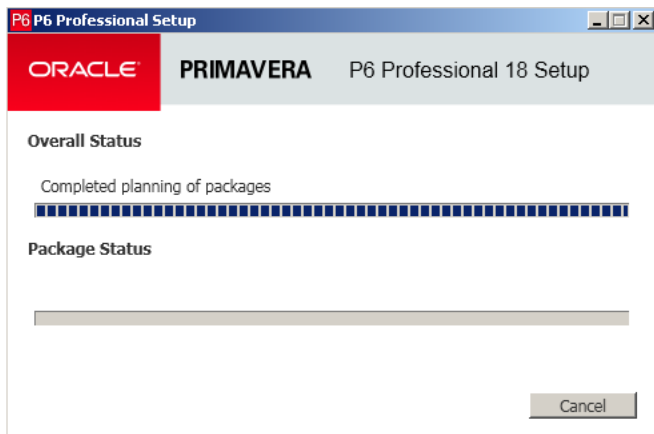 P6 P6 Professional Setup
ORACLE® PRIMAVERA P6 Professional 18 Setup
Overall Status
Completed planning of packages
Package Status
Cancel